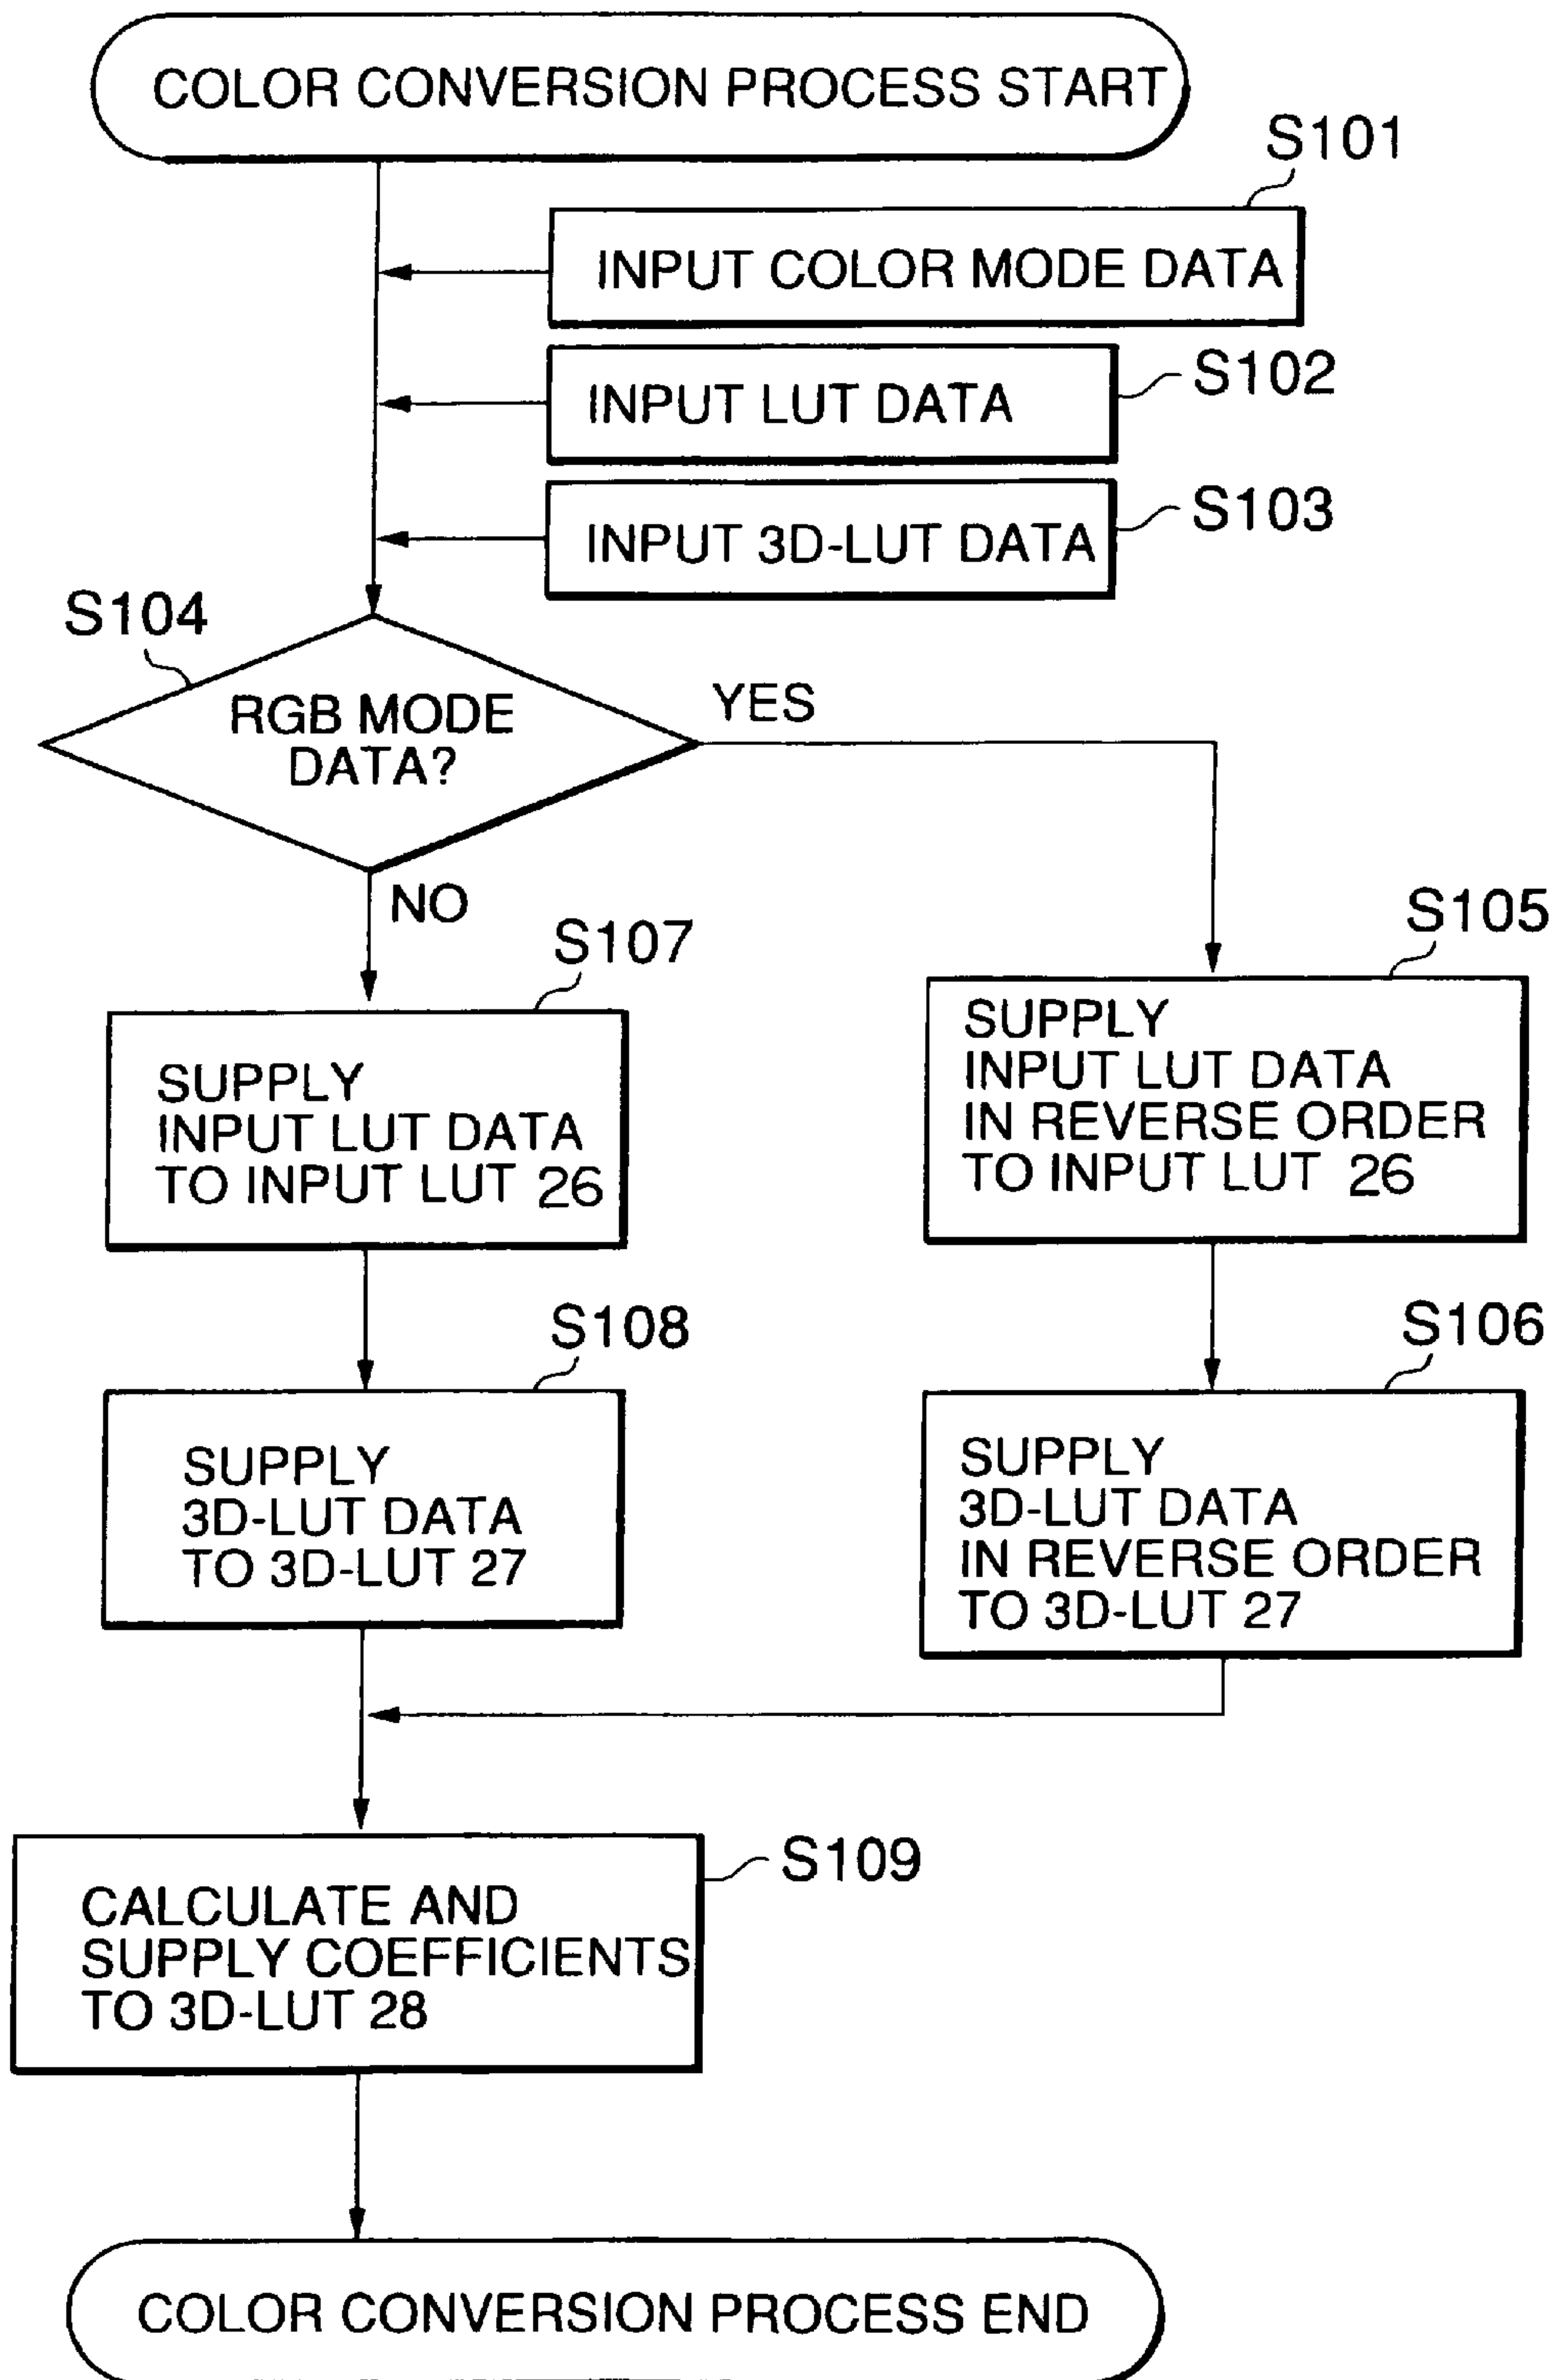 COLOR CONVERSION PROCESS START
S101
INPUT COLOR MODE DATA
S102
INPUT LUT DATA
S103
INPUT 3D-LUT DATA
S104
RGB MODE
DATA?
YES
NO
S107
SUPPLY
INPUT LUT DATA
TO INPUT LUT 26
S105
SUPPLY
INPUT LUT DATA
IN REVERSE ORDER
TO INPUT LUT 26
S108
SUPPLY
3D-LUT DATA
TO 3D-LUT 27
S106
SUPPLY
3D-LUT DATA
IN REVERSE ORDER
TO 3D-LUT 27
S109
CALCULATE AND
SUPPLY COEFFICIENTS
TO 3D-LUT 28
COLOR CONVERSION PROCESS END